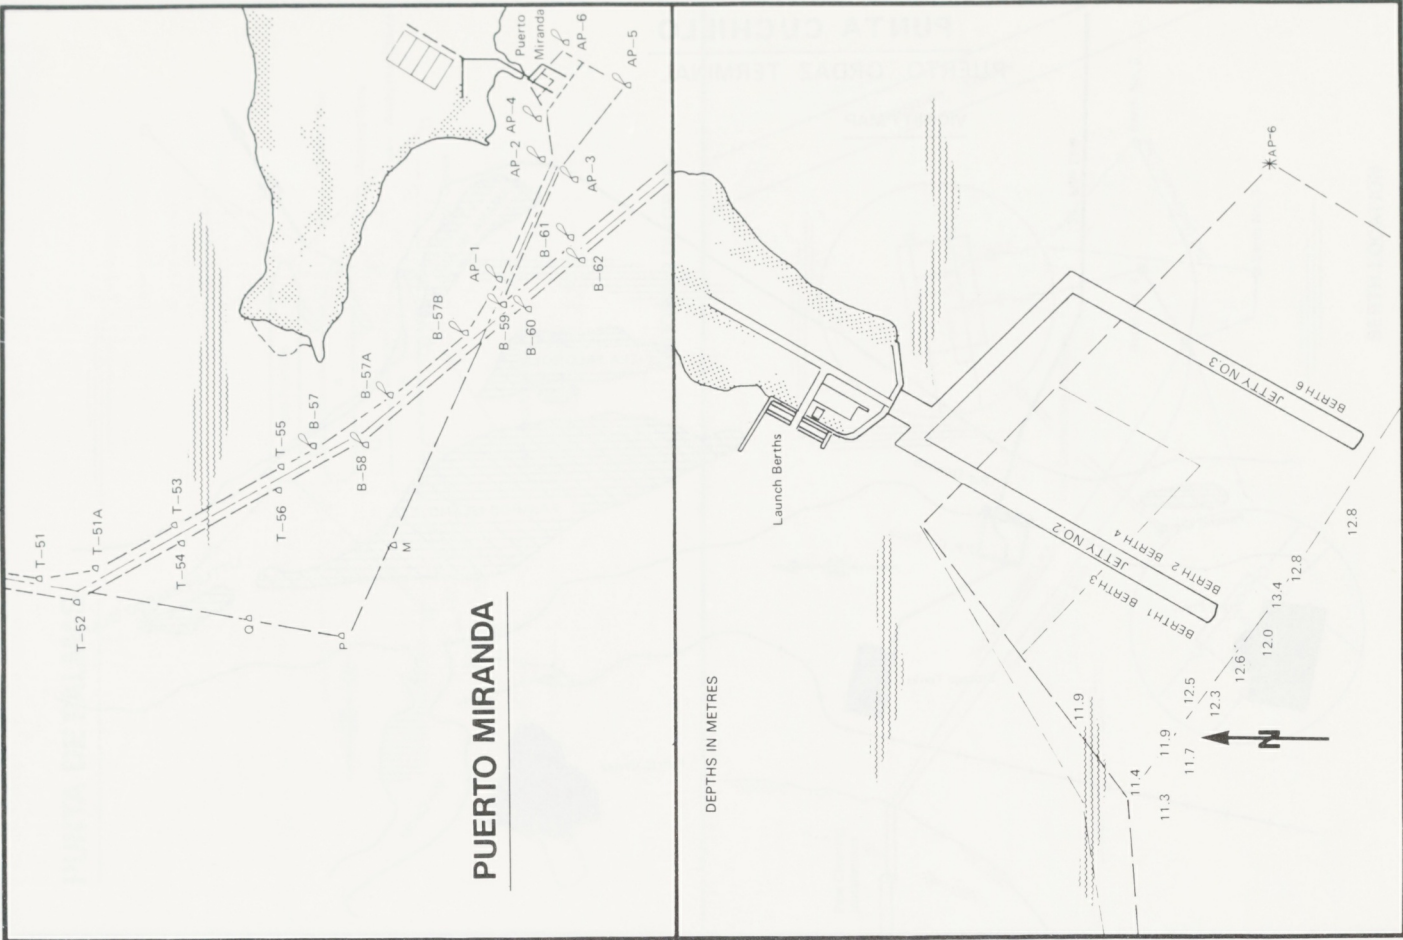 PUERTO MIRANDA
T-51
T-52
T-51A
T-53
T-54
T-55
T-56
B-57
B-58
B-57A
B-57B
B-59
B-60
B-61
B-62
AP-1
AP-2
AP-3
AP-4
AP-5
AP-6
Puerto
Miranda
Q
P
M
DEPTHS IN METRES
Launch Berths
JETTY NO.2
BERTH 1 BERTH 3
BERTH 2 BERTH 4
JETTY NO.3
BERTH 6
AP-6
N
11.9
11.4
11.3
11.9
11.7
12.5
12.3
12.6
12.0
13.4
12.8
12.8